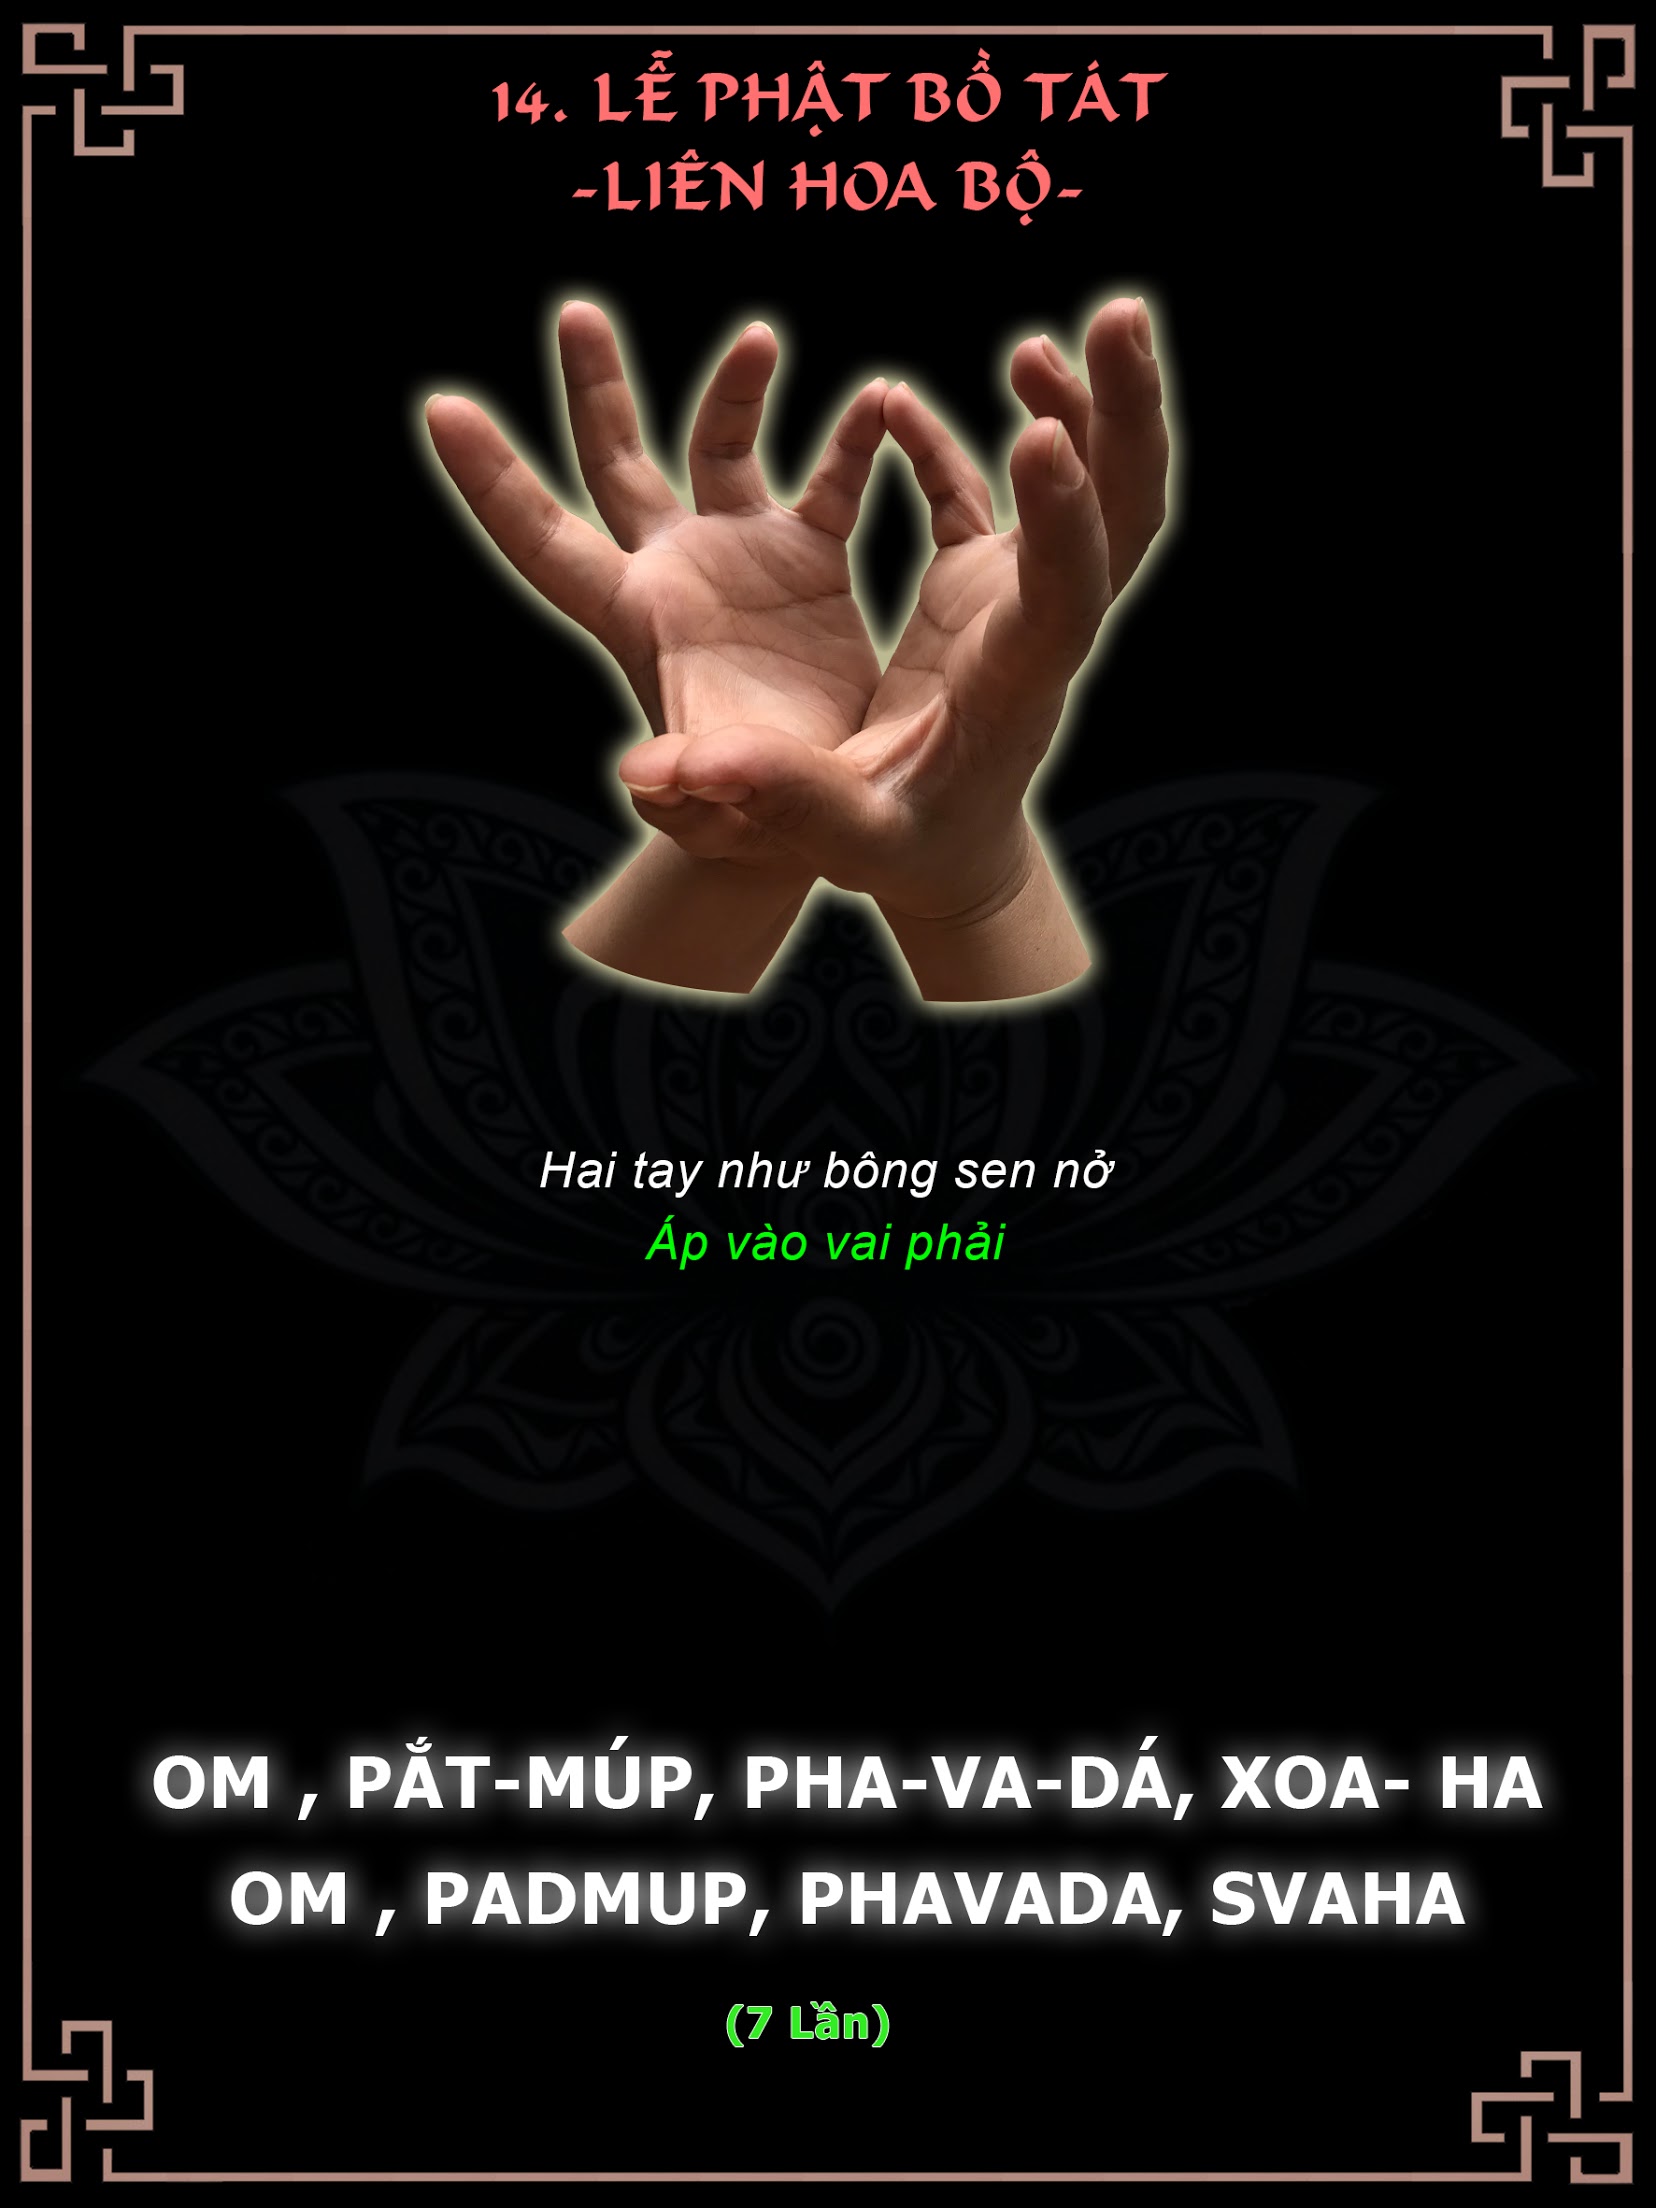 14. LỄ PHẬT BỒ TÁT
-LIÊN HOA BỘ-
Hai tay như bông sen nở
Áp vào vai phải
OM , PẮT-MÚP, PHA-VA-DÁ, XOA- HA
OM , PADMUP, PHAVADA, SVAHA
(7 Lần)